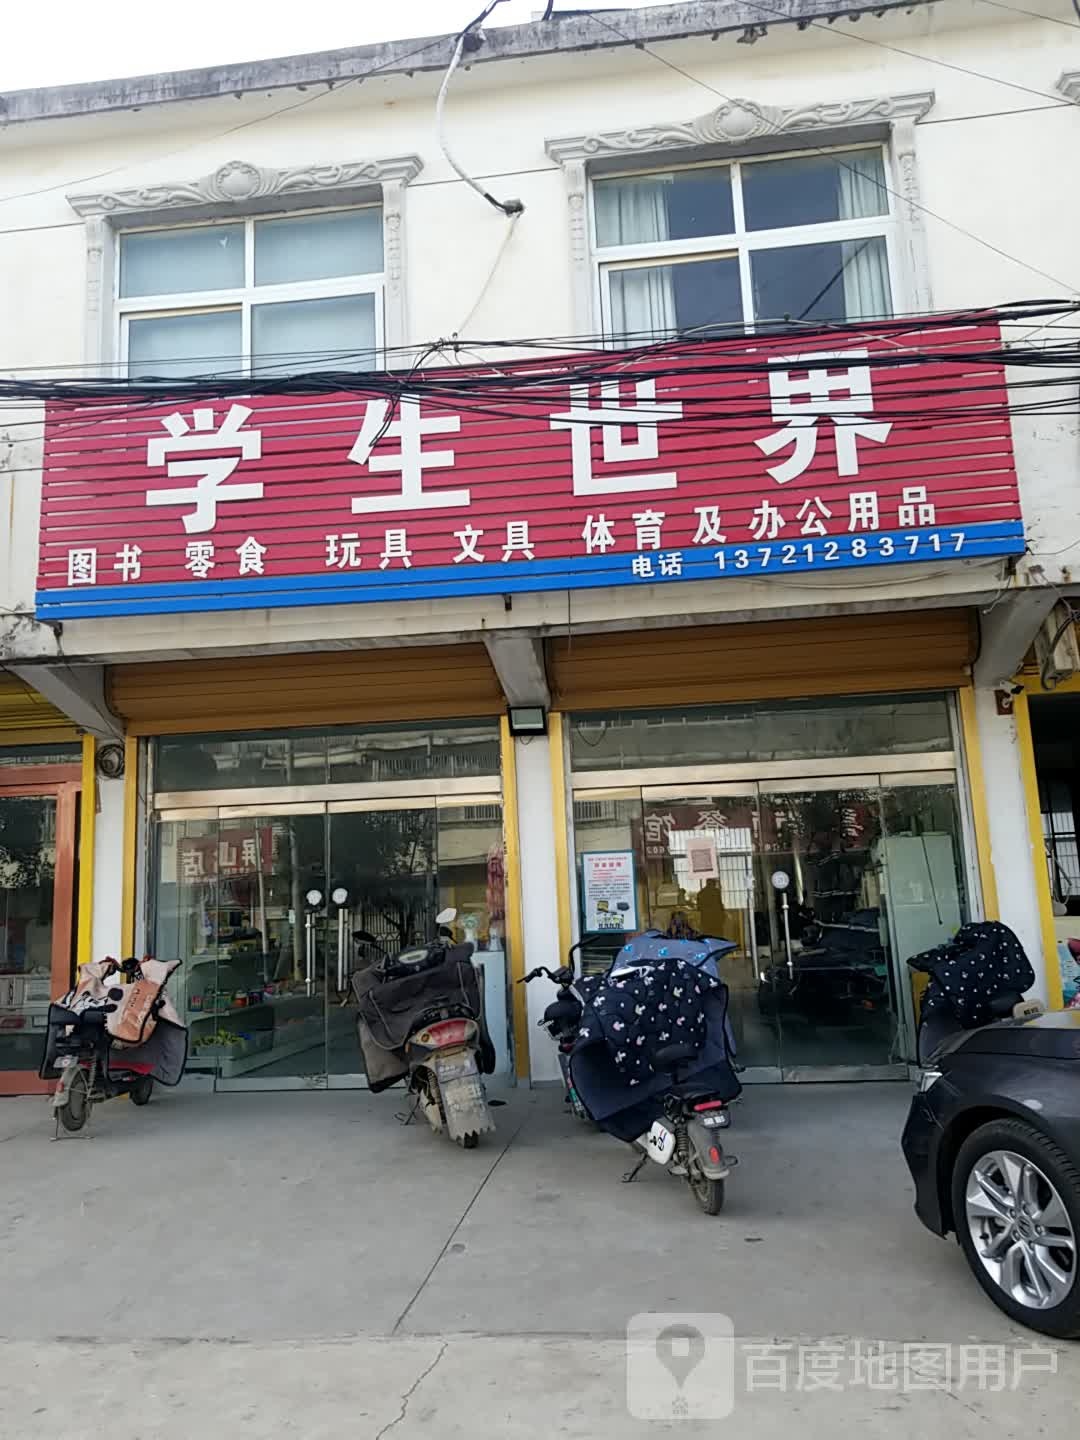 学生世界
图书 零食 玩具 文具 体育及办公用品
电话 13721283717
百度地图用户